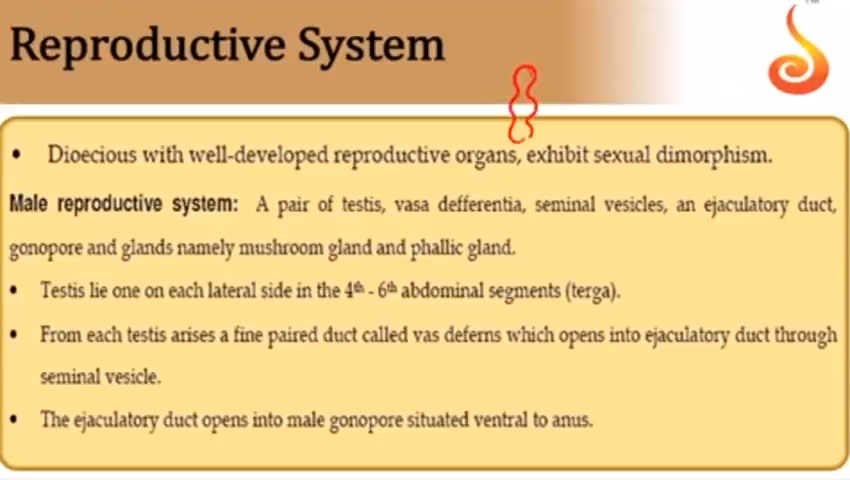 Reproductive System
TM
• Dioecious with well-developed reproductive organs, exhibit sexual dimorphism.
Male reproductive system: A pair of testis, vasa defferentia, seminal vesicles, an ejaculatory duct,
gonopore and glands namely mushroom gland and phallic gland.
• Testis lie one on each lateral side in the 4th - 6th abdominal segments (terga).
• From each testis arises a fine paired duct called vas deferns which opens into ejaculatory duct through
seminal vesicle.
• The ejaculatory duct opens into male gonopore situated ventral to anus.